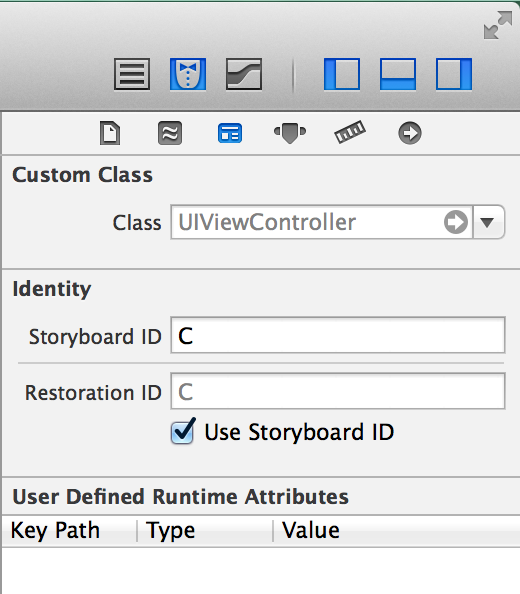 Custom Class
Class UIViewController
Identity
Storyboard ID C
Restoration ID C
Use Storyboard ID
User Defined Runtime Attributes
Key Path Type Value